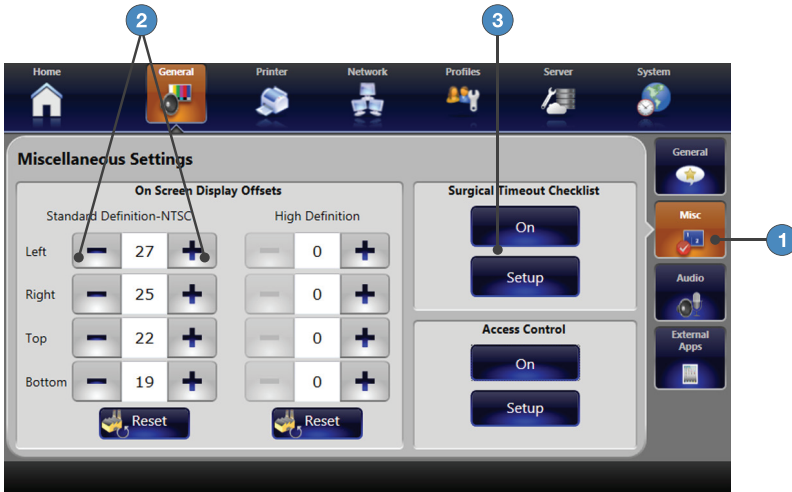 2 3
Home General Printer Network Profiles Server System
Miscellaneous Settings
General
On Screen Display Offsets
Surgical Timeout Checklist
Standard Definition-NTSC High Definition
On
Misc
1 2
1
Left 27 0
Setup
Right 25 0
Audio
Top 22 0
Access Control
External
Apps
On
Bottom 19 0
Setup
Reset Reset